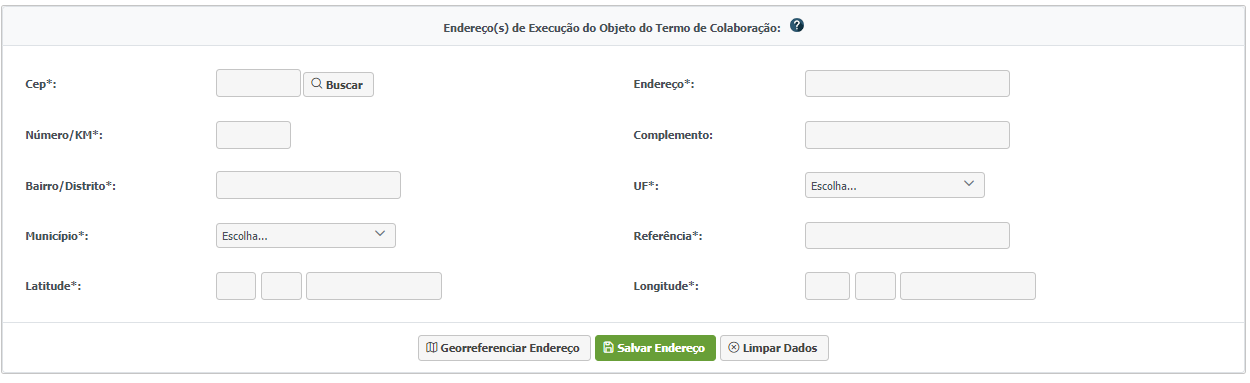 Endereço(s) de Execução do Objeto do Termo de Colaboração: ?
Cep*: Buscar Endereço*:
Número/KM*: Complemento:
Bairro/Distrito*: UF*: Escolha...
Município*: Escolha... Referência*:
Latitude*: Longitude*:
Georreferenciar Endereço Salvar Endereço Limpar Dados